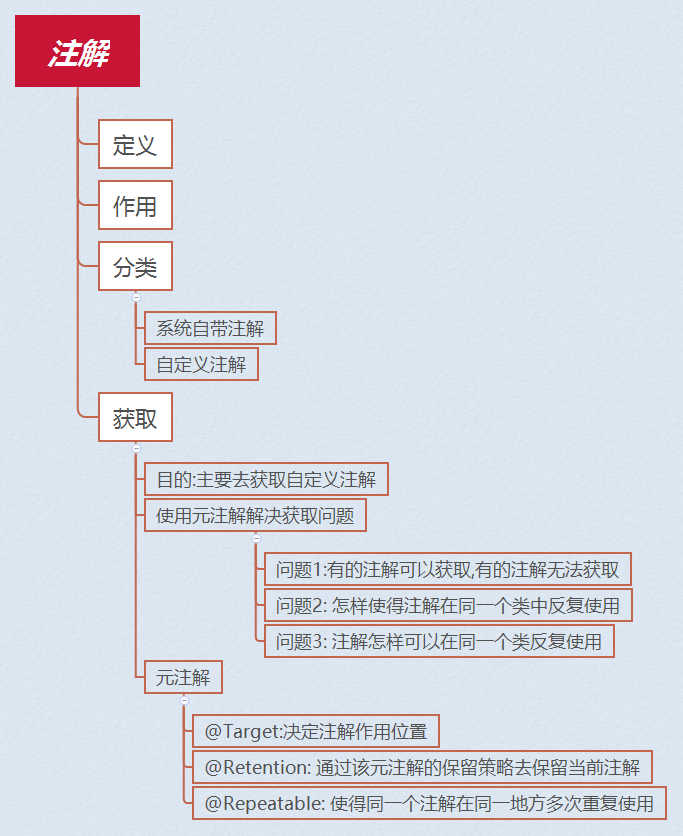 注解
定义
作用
分类
系统自带注解
自定义注解
获取
目的:主要去获取自定义注解
使用元注解解决获取问题
问题1:有的注解可以获取,有的注解无法获取
问题2: 怎样使得注解在同一个类中反复使用
问题3: 注解怎样可以在同一个类反复使用
元注解
@Target:决定注解作用位置
@Retention: 通过该元注解的保留策略去保留当前注解
@Repeatable: 使得同一个注解在同一地方多次重复使用